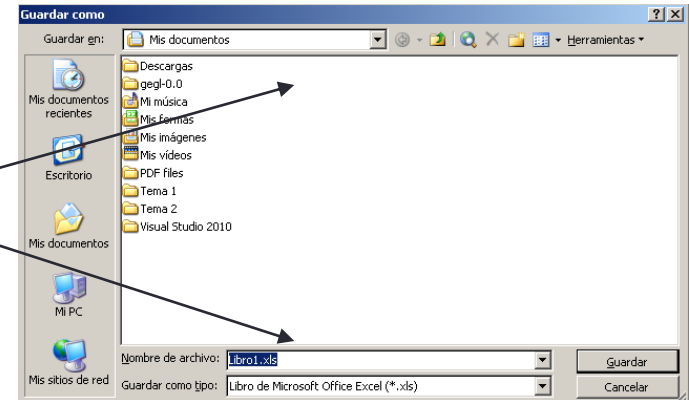 Guardar como
Guardar en: Mis documentos Herramientas
Mis documentos recientes
Escritorio
Mis documentos
Mi PC
Mis sitios de red
Descargas
gegl-0.0
Mi música
Mis formas
Mis imágenes
Mis vídeos
PDF files
Tema 1
Tema 2
Visual Studio 2010
Nombre de archivo: Libro1.xls Guardar
Guardar como tipo: Libro de Microsoft Office Excel (*.xls) Cancelar